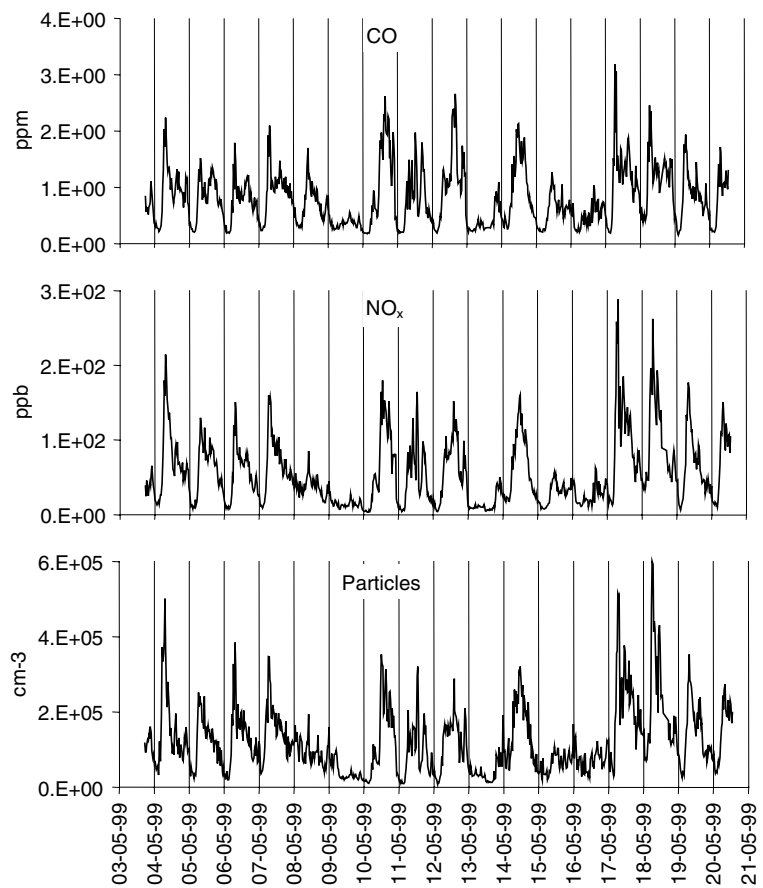 4.E+00
CO
3.E+00
ppm
2.E+00
1.E+00
0.E+00
3.E+02
NOₓ
2.E+02
ppb
1.E+02
0.E+00
6.E+05
Particles
4.E+05
cm-3
2.E+05
0.E+00
03-05-99
04-05-99
05-05-99
06-05-99
07-05-99
08-05-99
09-05-99
10-05-99
11-05-99
12-05-99
13-05-99
14-05-99
15-05-99
16-05-99
17-05-99
18-05-99
19-05-99
20-05-99
21-05-99